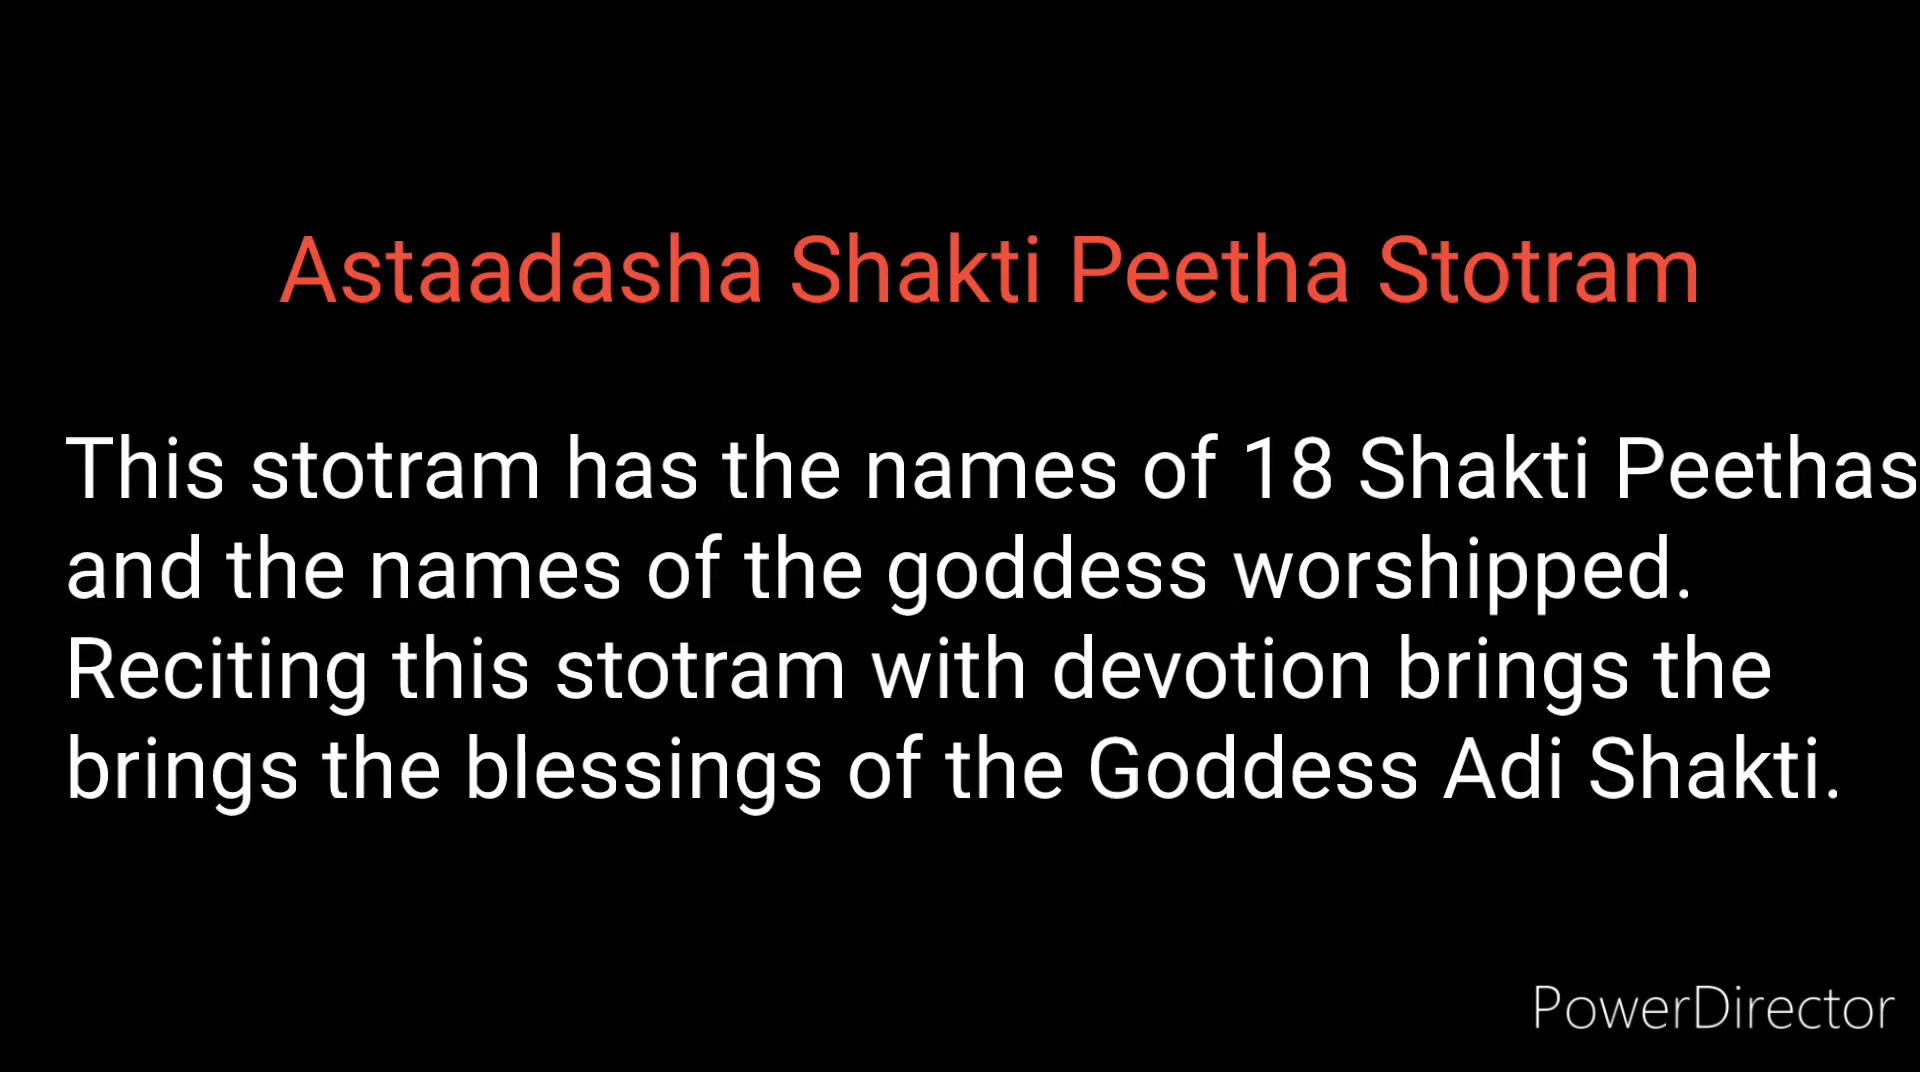 Astaadasha Shakti Peetha Stotram
This stotram has the names of 18 Shakti Peethas
and the names of the goddess worshipped.
Reciting this stotram with devotion brings the
brings the blessings of the Goddess Adi Shakti.
PowerDirector